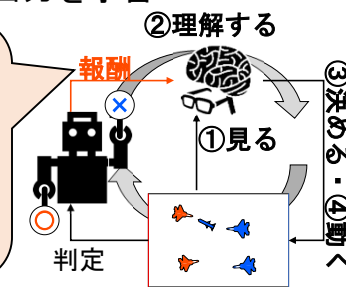 ②理解する
報酬
①見る
③決める・④動く
判定